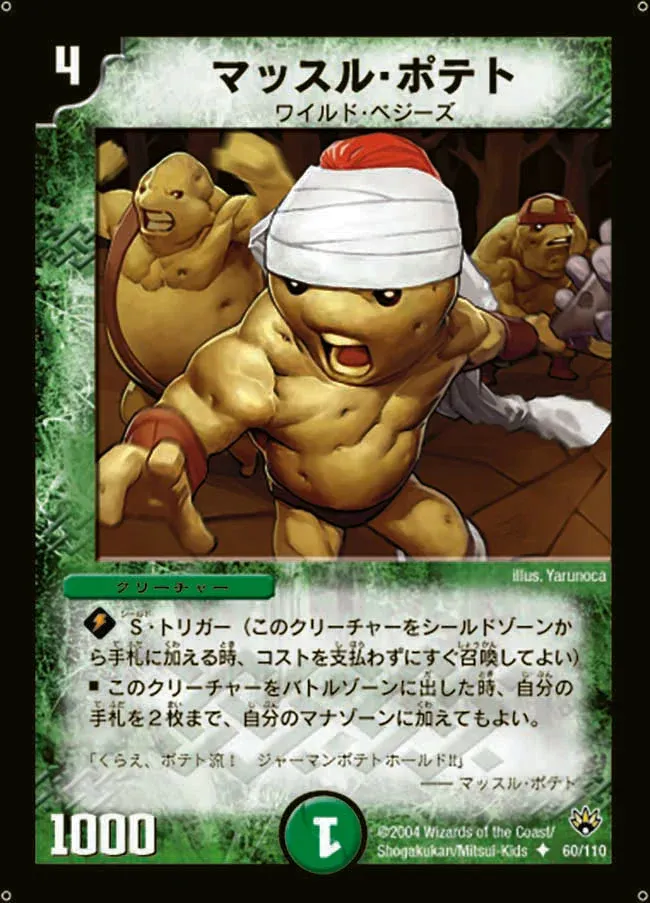 4
マッスル・ポテト
ワイルド・ベジーズ
illus. Yarunoca
クリーチャー
S・トリガー（このクリーチャーをシールドゾーンか
ら手札に加える時、コストを支払わずにすぐ召喚してよい）
■ このクリーチャーをバトルゾーンに出した時、自分の
手札を２枚まで、自分のマナゾーンに加えてもよい。
「くらえ、ポテト流！　ジャーマンポテトホールド!!」
—— マッスル・ポテト
1000
1
©2004 Wizards of the Coast/
Shogakukan/Mitsui-Kids ✦ 60/110